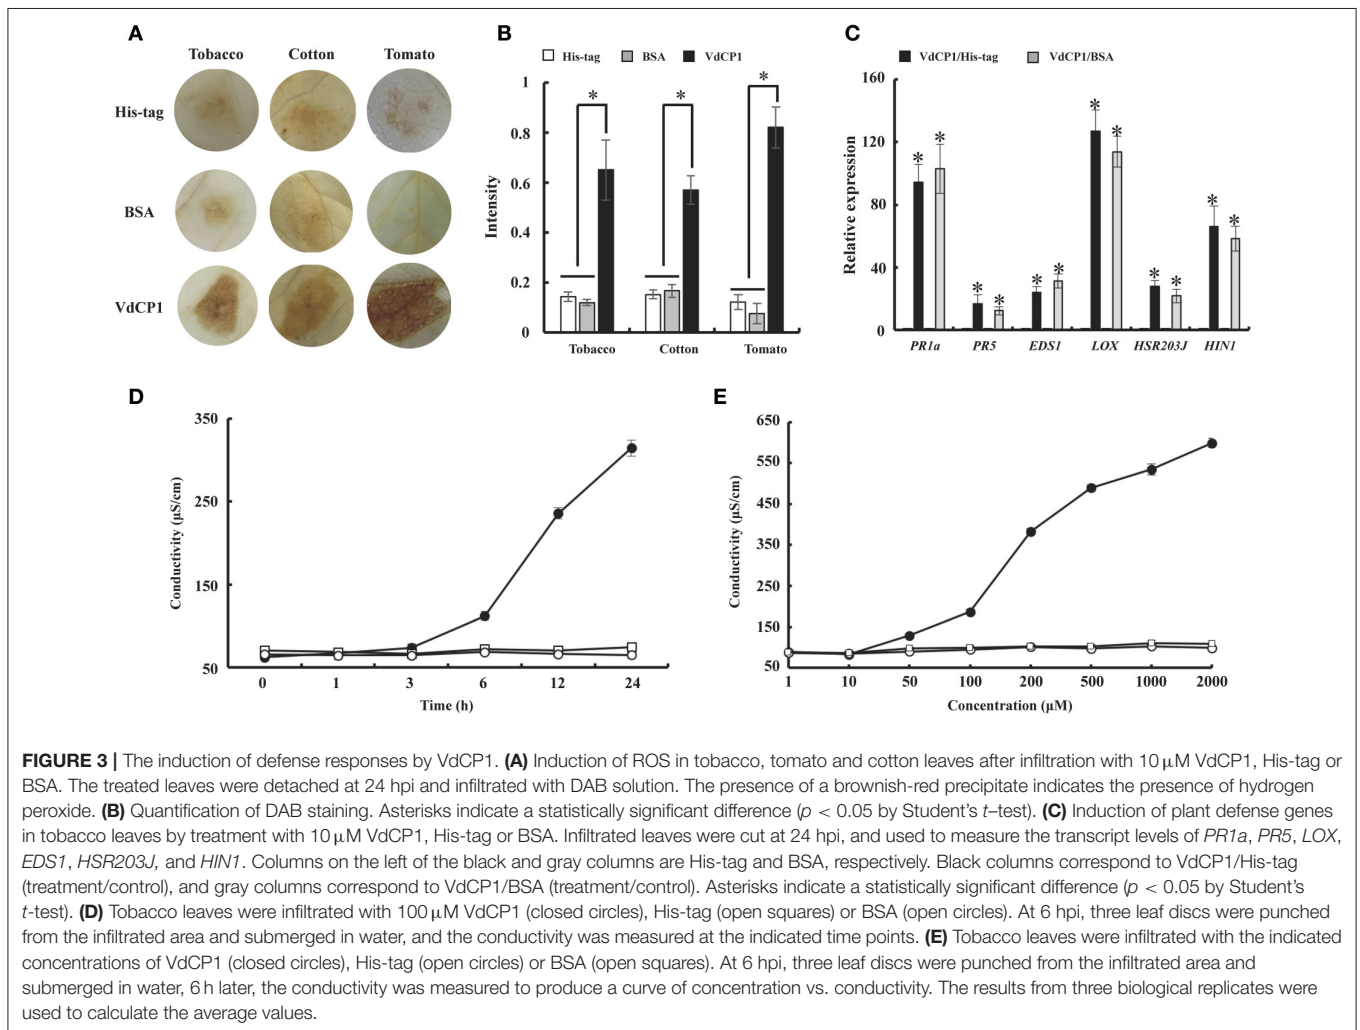 A
Tobacco Cotton Tomato
His-tag
BSA
VdCP1
B
His-tag BSA VdCP1
1
0.8
0.6
0.4
0.2
0
Intensity
* * *
Tobacco Cotton Tomato
C
VdCP1/His-tag VdCP1/BSA
160
120
80
40
0
Relative expression
* * * * * * * * * * * *
PR1a PR5 EDS1 LOX HSR203J HIN1
D
350
250
150
50
Conductivity (µS/cm)
0 1 3 6 12 24
Time (h)
E
650
550
450
350
250
150
50
Conductivity (µS/cm)
1 10 50 100 200 500 1000 2000
Concentration (µM)
FIGURE 3 | The induction of defense responses by VdCP1. (A) Induction of ROS in tobacco, tomato and cotton leaves after infiltration with 10 µM VdCP1, His-tag or
BSA. The treated leaves were detached at 24 hpi and infiltrated with DAB solution. The presence of a brownish-red precipitate indicates the presence of hydrogen
peroxide. (B) Quantification of DAB staining. Asterisks indicate a statistically significant difference (p < 0.05 by Student's t–test). (C) Induction of plant defense genes
in tobacco leaves by treatment with 10 µM VdCP1, His-tag or BSA. Infiltrated leaves were cut at 24 hpi, and used to measure the transcript levels of PR1a, PR5, LOX,
EDS1, HSR203J, and HIN1. Columns on the left of the black and gray columns are His-tag and BSA, respectively. Black columns correspond to VdCP1/His-tag
(treatment/control), and gray columns correspond to VdCP1/BSA (treatment/control). Asterisks indicate a statistically significant difference (p < 0.05 by Student's
t-test). (D) Tobacco leaves were infiltrated with 100 µM VdCP1 (closed circles), His-tag (open squares) or BSA (open circles). At 6 hpi, three leaf discs were punched
from the infiltrated area and submerged in water, and the conductivity was measured at the indicated time points. (E) Tobacco leaves were infiltrated with the indicated
concentrations of VdCP1 (closed circles), His-tag (open circles) or BSA (open squares). At 6 hpi, three leaf discs were punched from the infiltrated area and
submerged in water, 6 h later, the conductivity was measured to produce a curve of concentration vs. conductivity. The results from three biological replicates were
used to calculate the average values.